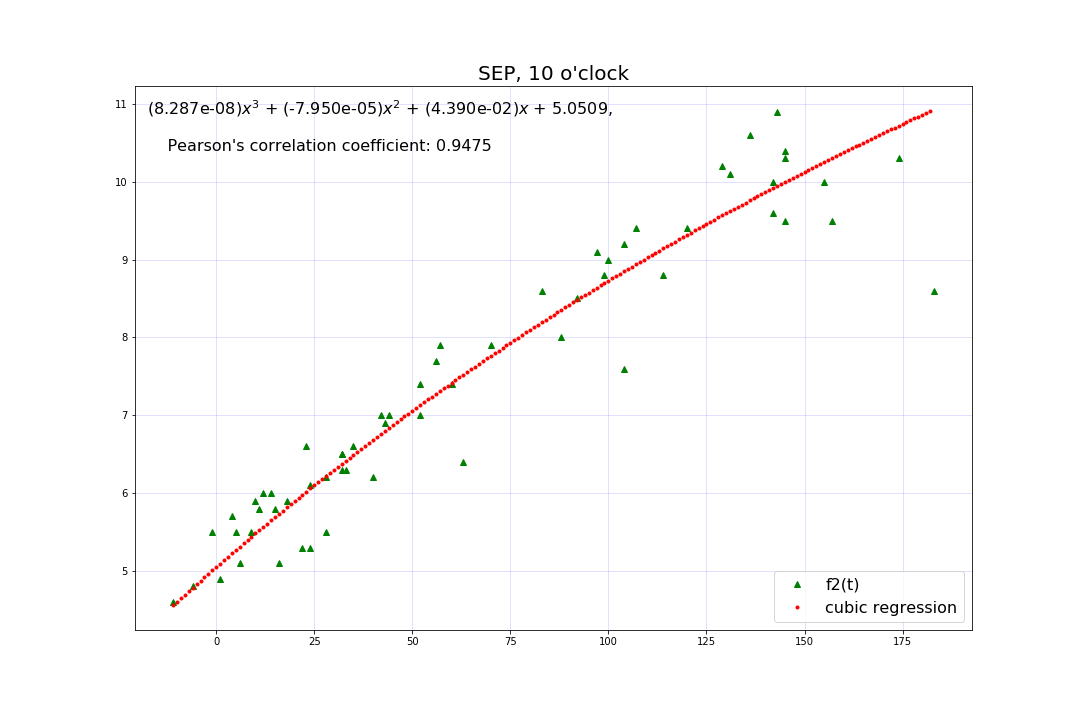 SEP, 10 o'clock
(8.287e-08)x³ + (-7.950e-05)x² + (4.390e-02)x + 5.0509,
Pearson's correlation coefficient: 0.9475
11
10
9
8
7
6
5
f2(t)
cubic regression
0 25 50 75 100 125 150 175